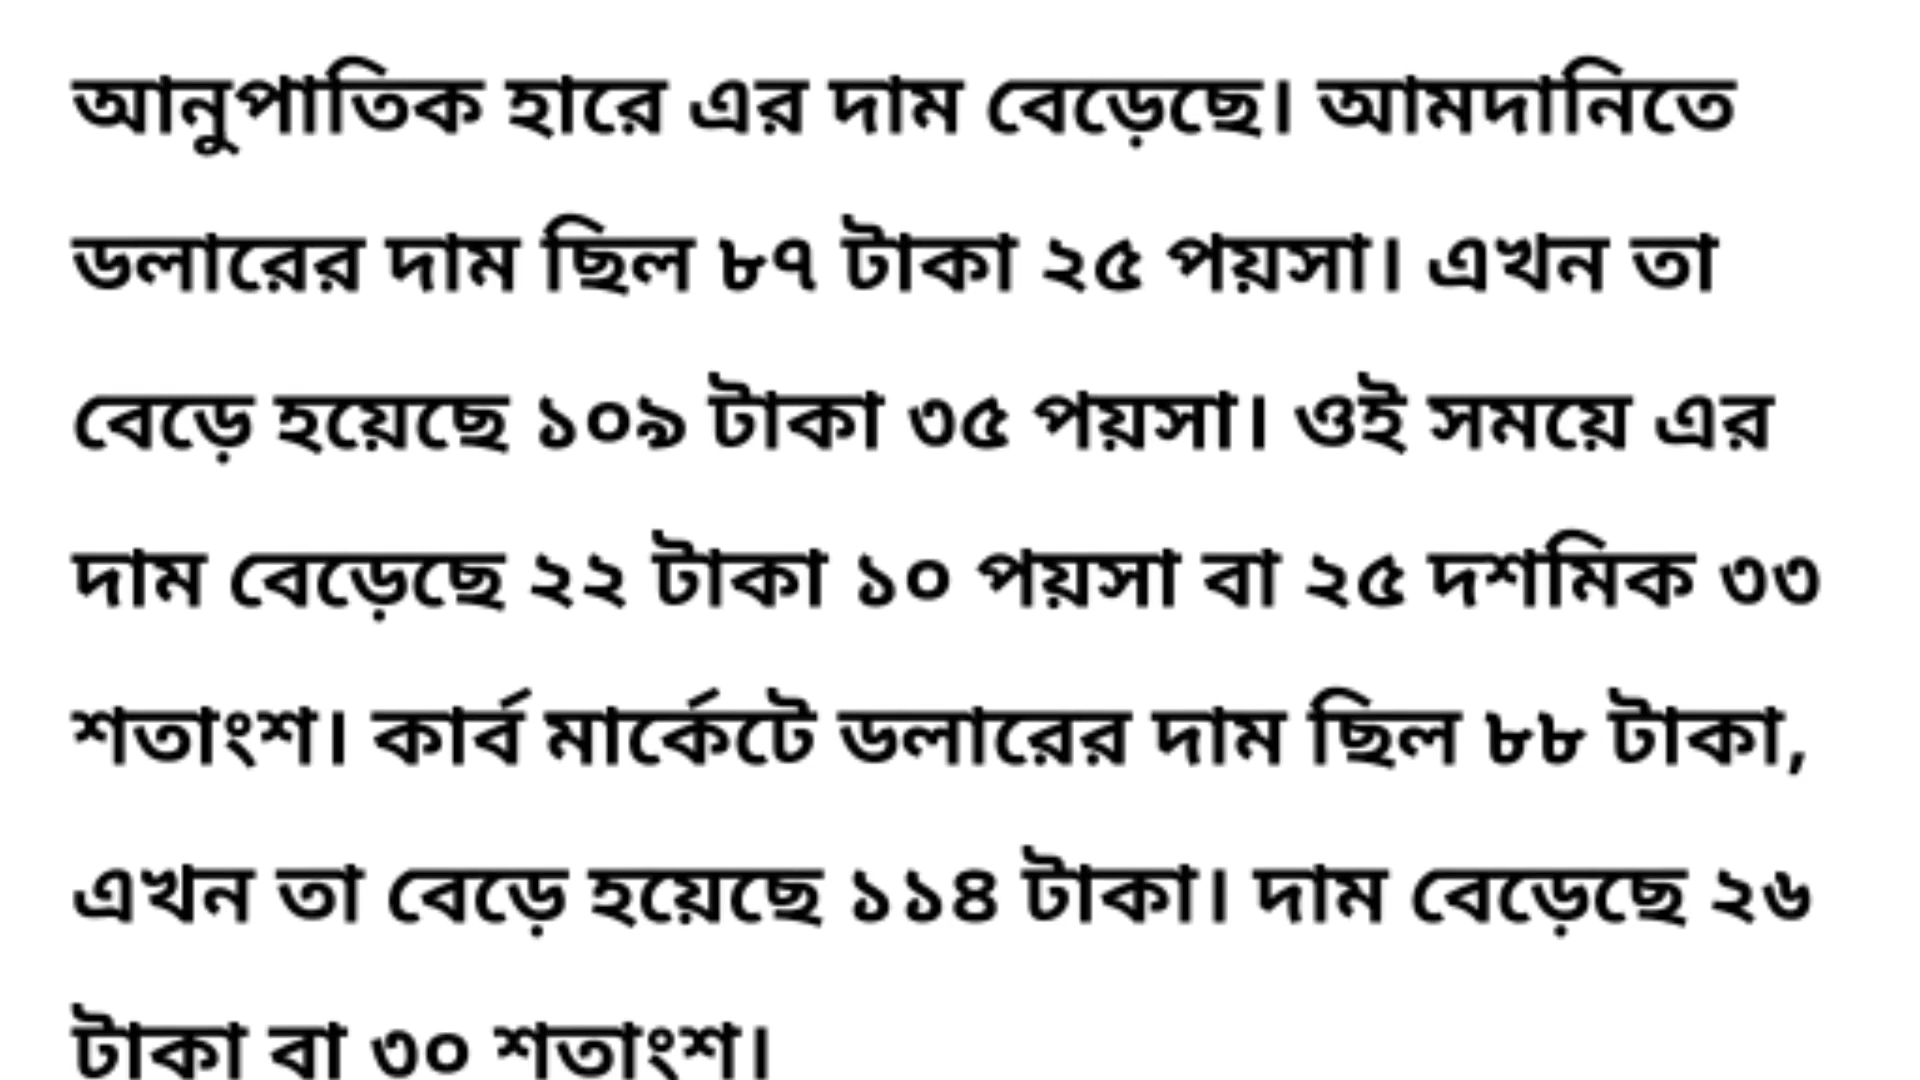 আনুপাতিক হারে এর দাম বেড়েছে। আমদানিতে
ডলারের দাম ছিল ৮৭ টাকা ২৫ পয়সা। এখন তা
বেড়ে হয়েছে ১০৯ টাকা ৩৫ পয়সা। ওই সময়ে এর
দাম বেড়েছে ২২ টাকা ১০ পয়সা বা ২৫ দশমিক ৩৩
শতাংশ। কার্ব মার্কেটে ডলারের দাম ছিল ৮৮ টাকা,
এখন তা বেড়ে হয়েছে ১১৪ টাকা। দাম বেড়েছে ২৬
টাকা বা ৩০ শতাংশ।